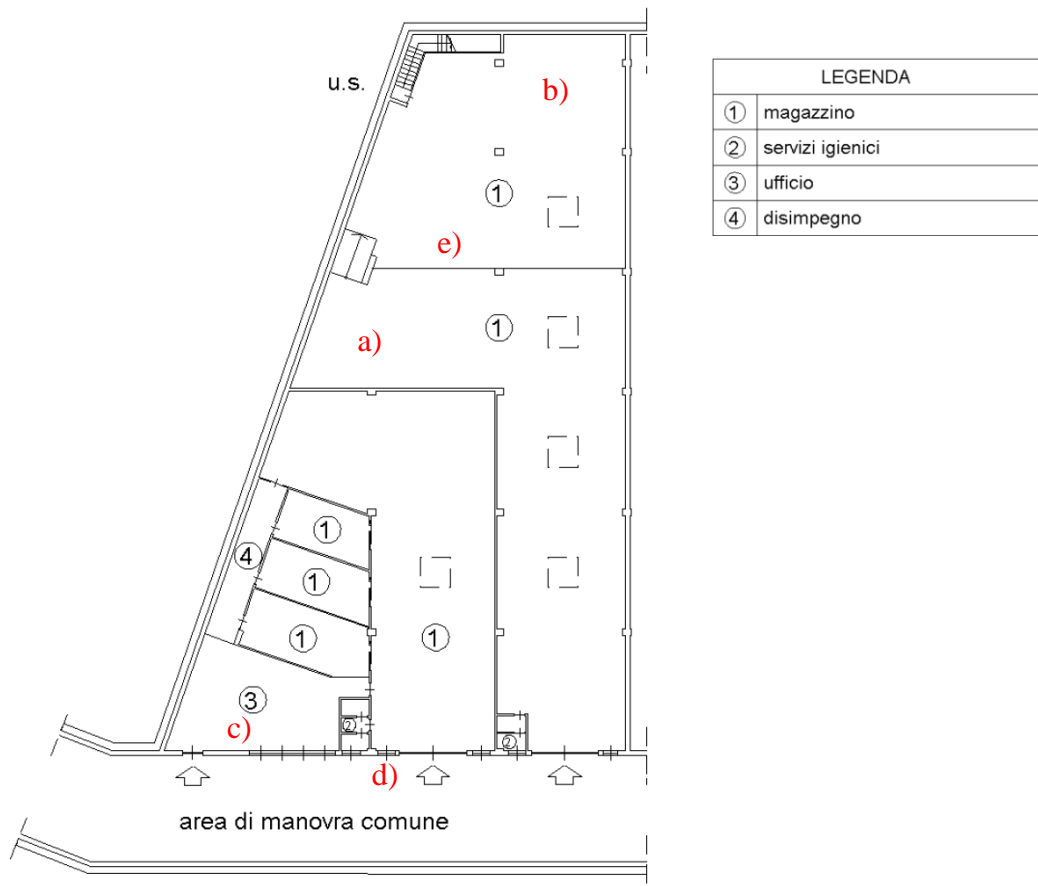 u.s.
b)
LEGENDA
1 magazzino
2 servizi igienici
3 ufficio
4 disimpegno
1
e)
1
a)
1
4
1
1
1
3
c)
2
2
d)
area di manovra comune